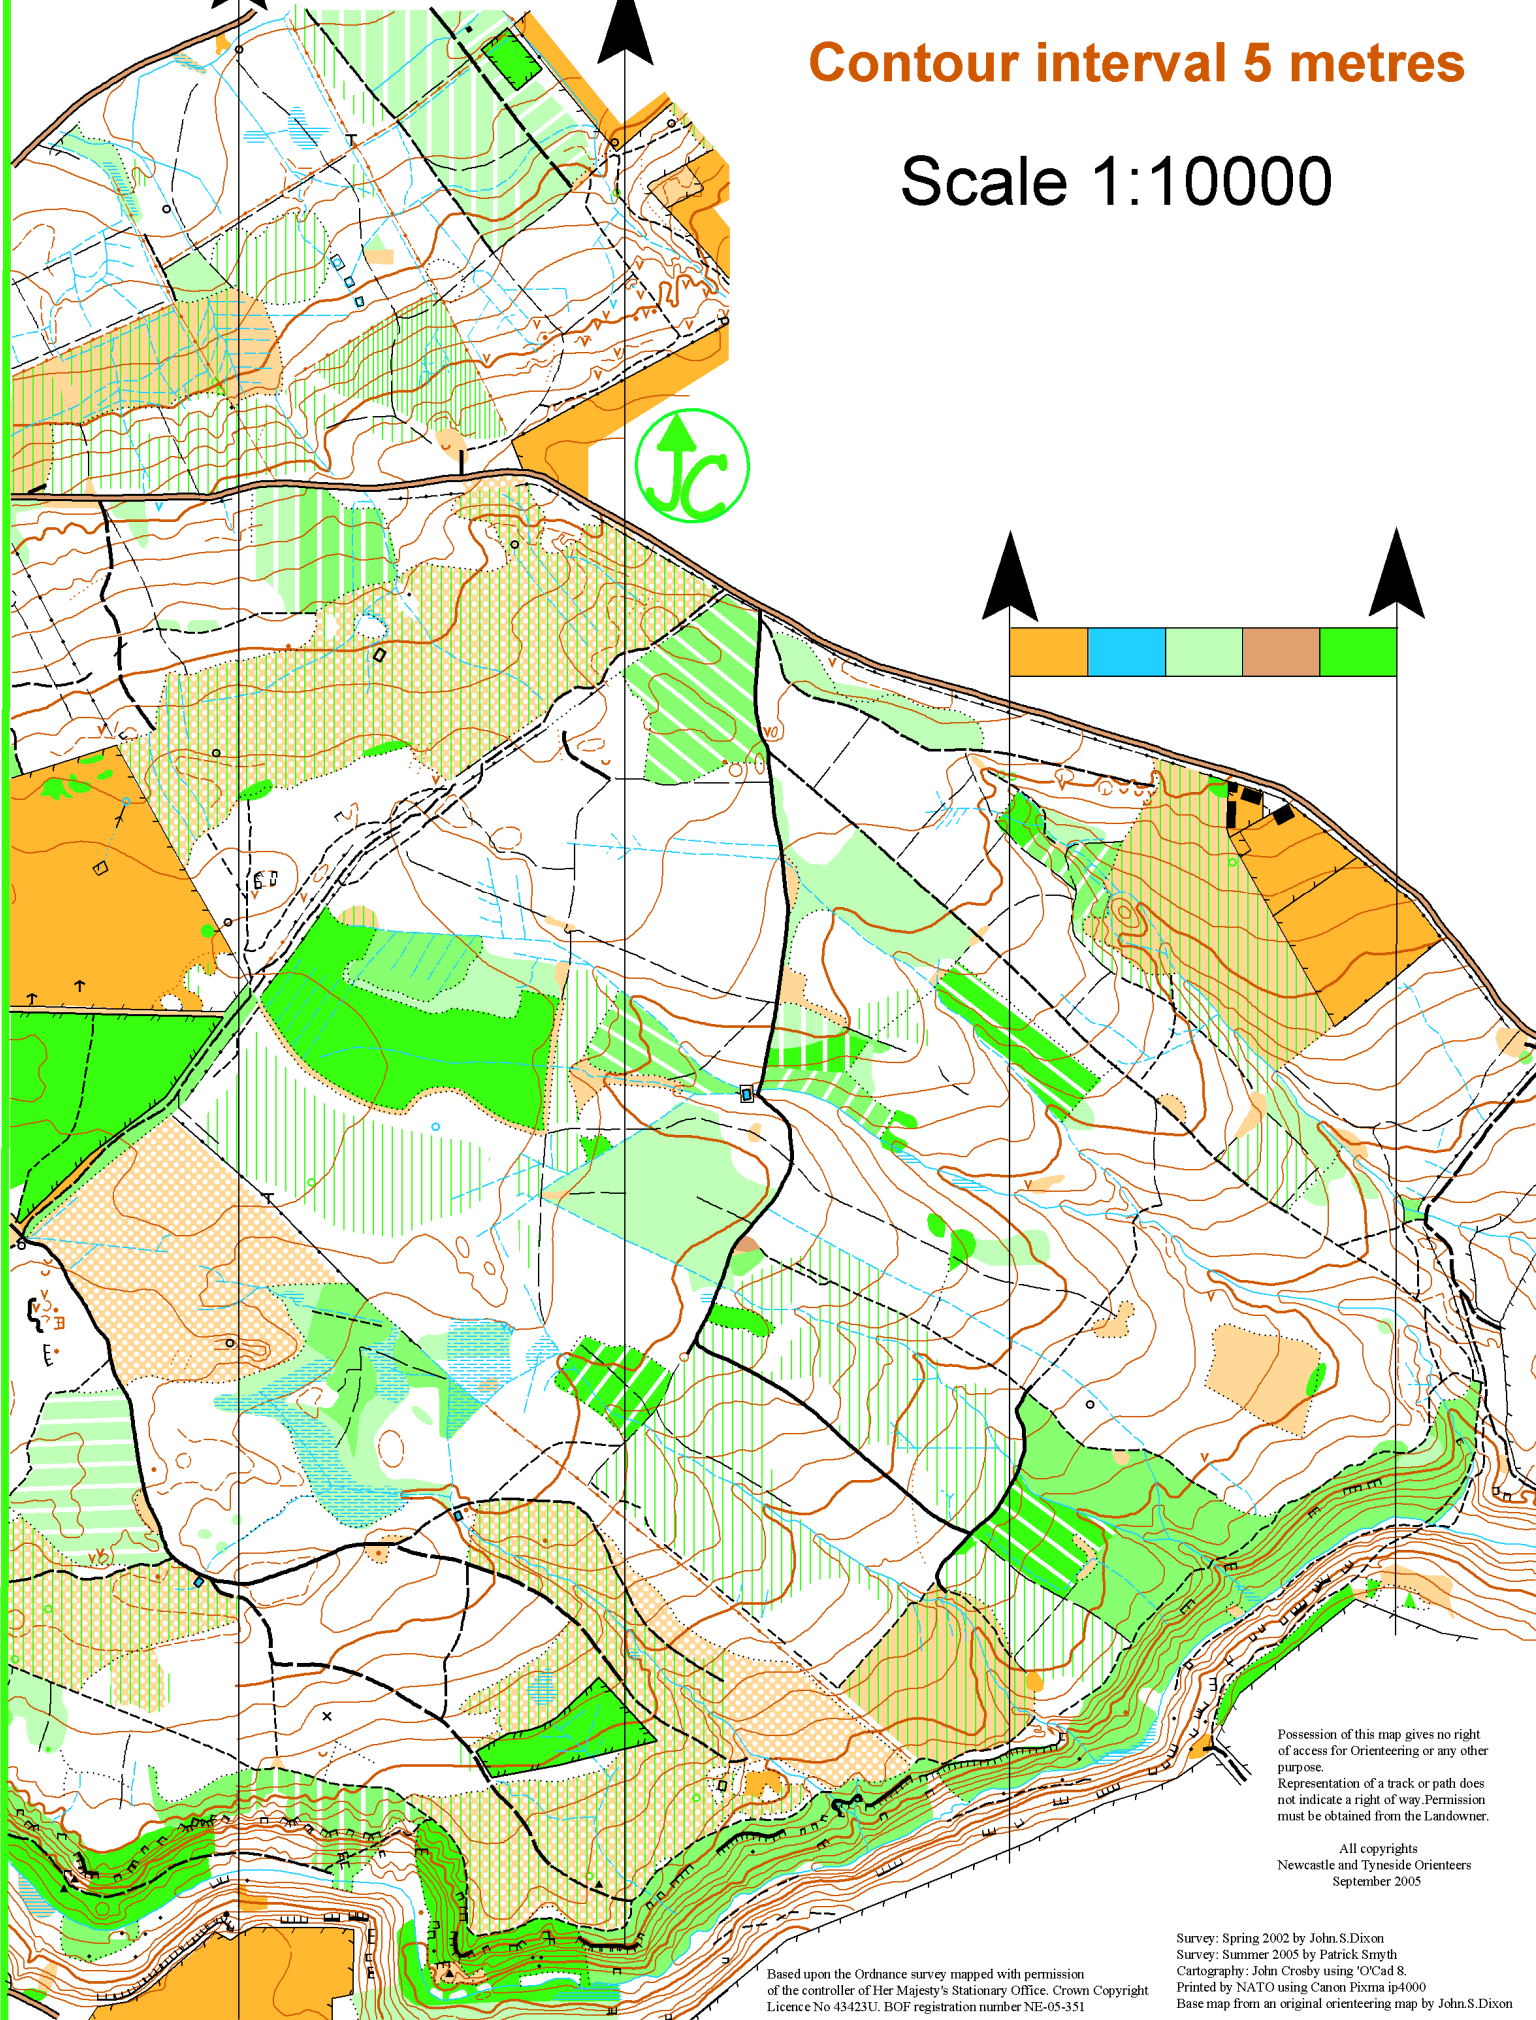 Contour interval 5 metres
Scale 1:10000
JC
Possession of this map gives no right
of access for Orienteering or any other
purpose.
Representation of a track or path does
not indicate a right of way.Permission
must be obtained from the Landowner.
All copyrights
Newcastle and Tyneside Orienteers
September 2005
Survey: Spring 2002 by John.S.Dixon
Survey: Summer 2005 by Patrick Smyth
Cartography: John Crosby using 'O'Cad 8.
Printed by NATO using Canon Pixma ip4000
Base map from an original orienteering map by John.S.Dixon
Based upon the Ordnance survey mapped with permission
of the controller of Her Majesty's Stationary Office. Crown Copyright
Licence No 43423U. BOF registration number NE-05-351